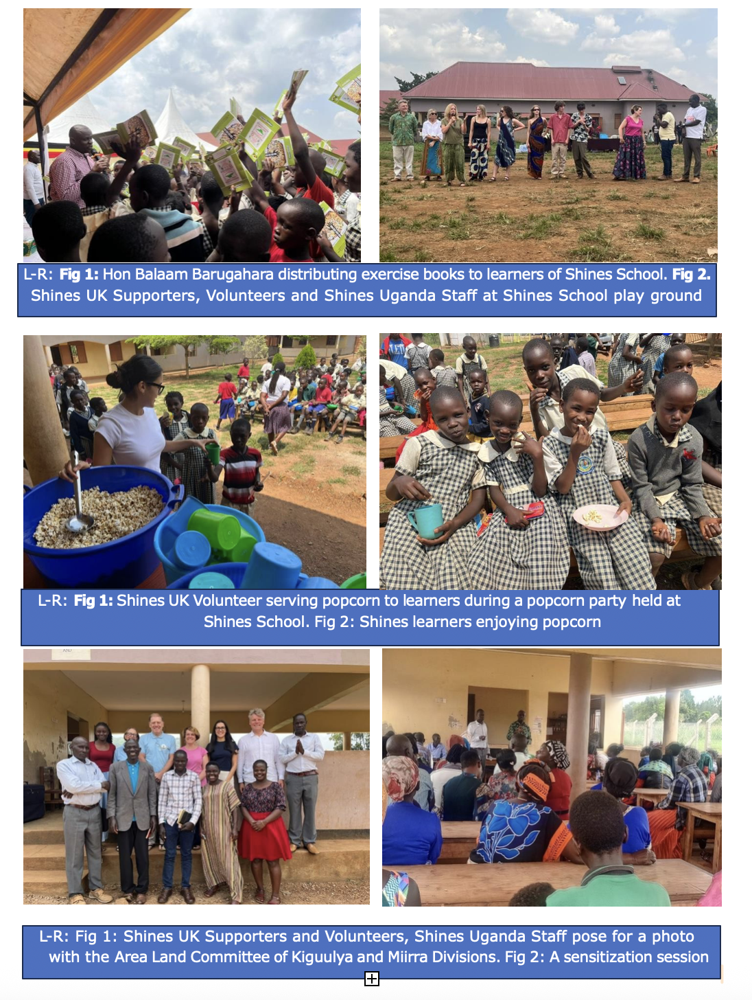 L-R: Fig 1: Hon Balaam Barugahara distributing exercise books to learners of Shines School. Fig 2.
Shines UK Supporters, Volunteers and Shines Uganda Staff at Shines School play ground
L-R: Fig 1: Shines UK Volunteer serving popcorn to learners during a popcorn party held at
Shines School. Fig 2: Shines learners enjoying popcorn
AND
L-R: Fig 1: Shines UK Supporters and Volunteers, Shines Uganda Staff pose for a photo
with the Area Land Committee of Kiguulya and Miirra Divisions. Fig 2: A sensitization session